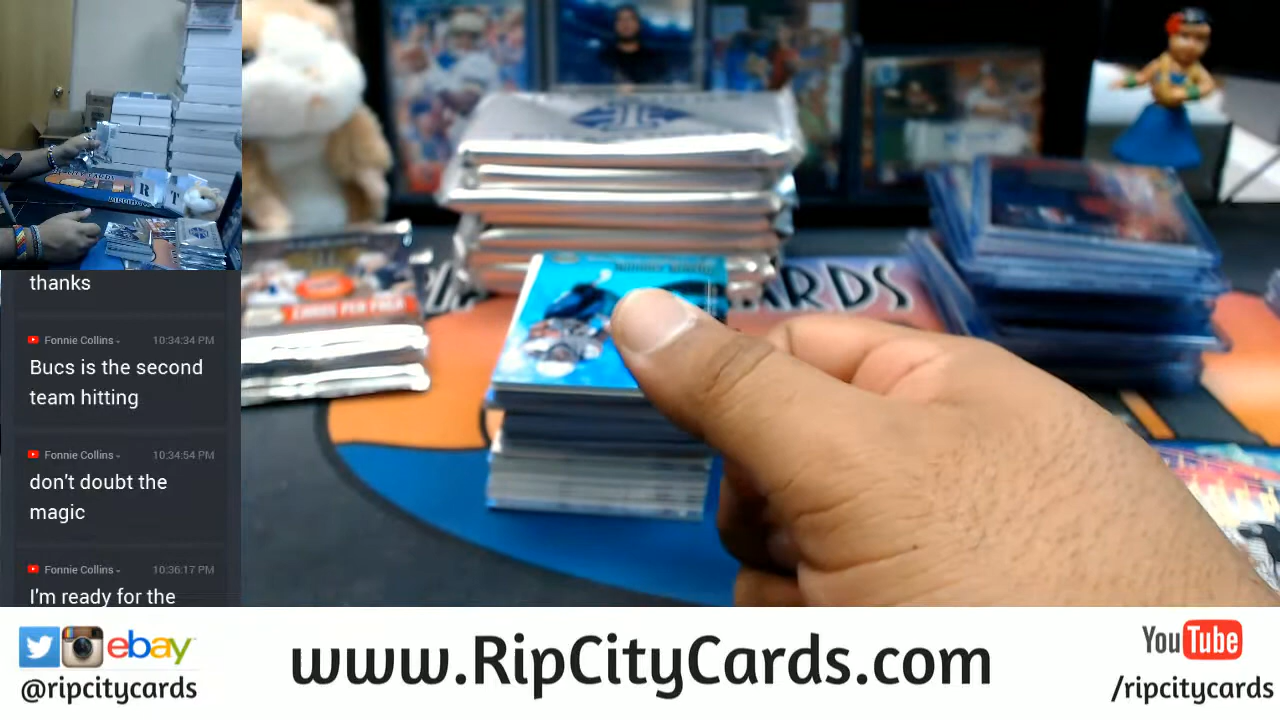 thanks
Fonnie Collins
10:34:34 PM
Bucs is the second
team hitting
Fonnie Collins
10:34:54 PM
don't doubt the
magic
Fonnie Collins
10:36:17 PM
I'm ready for the
R T
CARDS PER PACK
ARDS
ebay
@ripcitycards
www.RipCityCards.com
YouTube
/ripcitycards